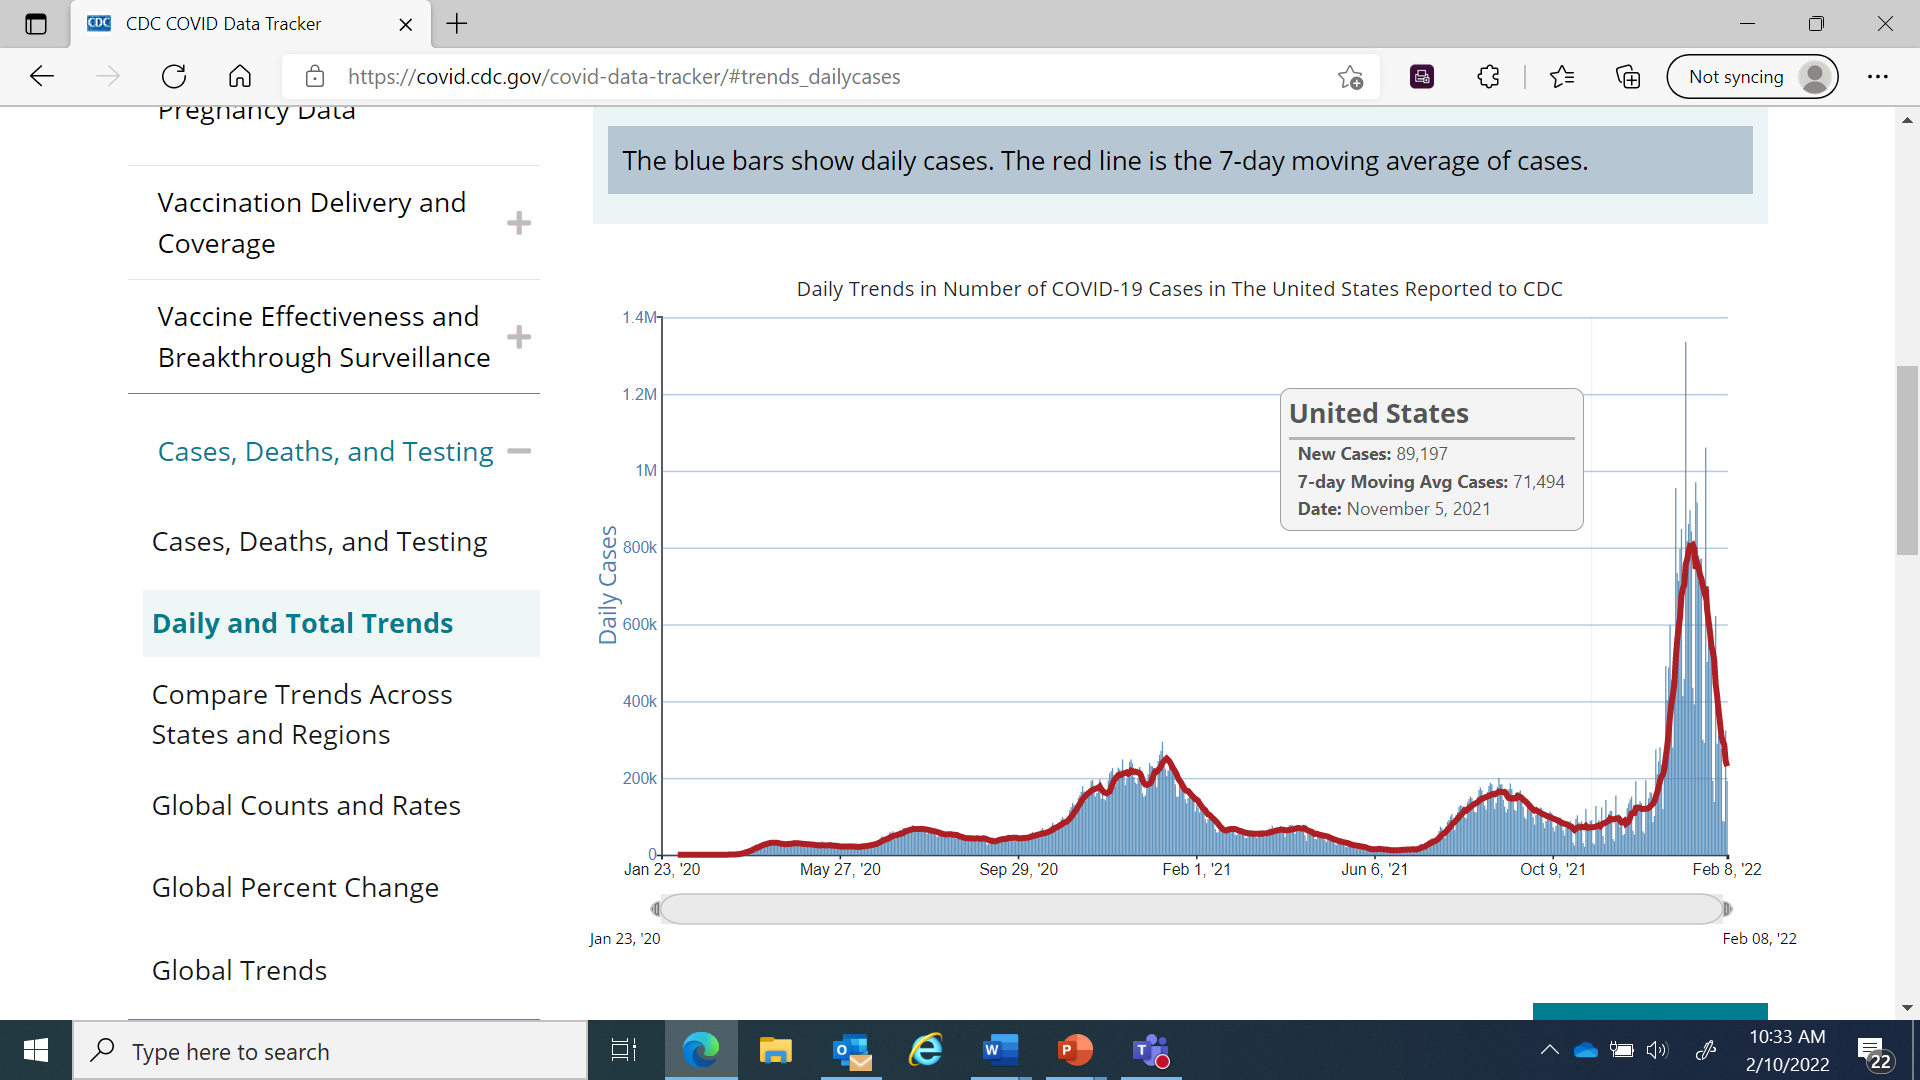 CDC CDC COVID Data Tracker
https://covid.cdc.gov/covid-data-tracker/#trends_dailycases
Not syncing
Pregnancy Data
Vaccination Delivery and
Coverage
Vaccine Effectiveness and
Breakthrough Surveillance
Cases, Deaths, and Testing
Cases, Deaths, and Testing
Daily and Total Trends
Compare Trends Across
States and Regions
Global Counts and Rates
Global Percent Change
Global Trends
The blue bars show daily cases. The red line is the 7-day moving average of cases.
Daily Trends in Number of COVID-19 Cases in The United States Reported to CDC
Daily Cases
1.4M
1.2M
1M
800k
600k
400k
200k
0
United States
New Cases: 89,197
7-day Moving Avg Cases: 71,494
Date: November 5, 2021
Jan 23, '20 May 27, '20 Sep 29, '20 Feb 1, '21 Jun 6, '21 Oct 9, '21 Feb 8, '22
Jan 23, '20 Feb 08, '22
Type here to search
10:33 AM
2/10/2022
22